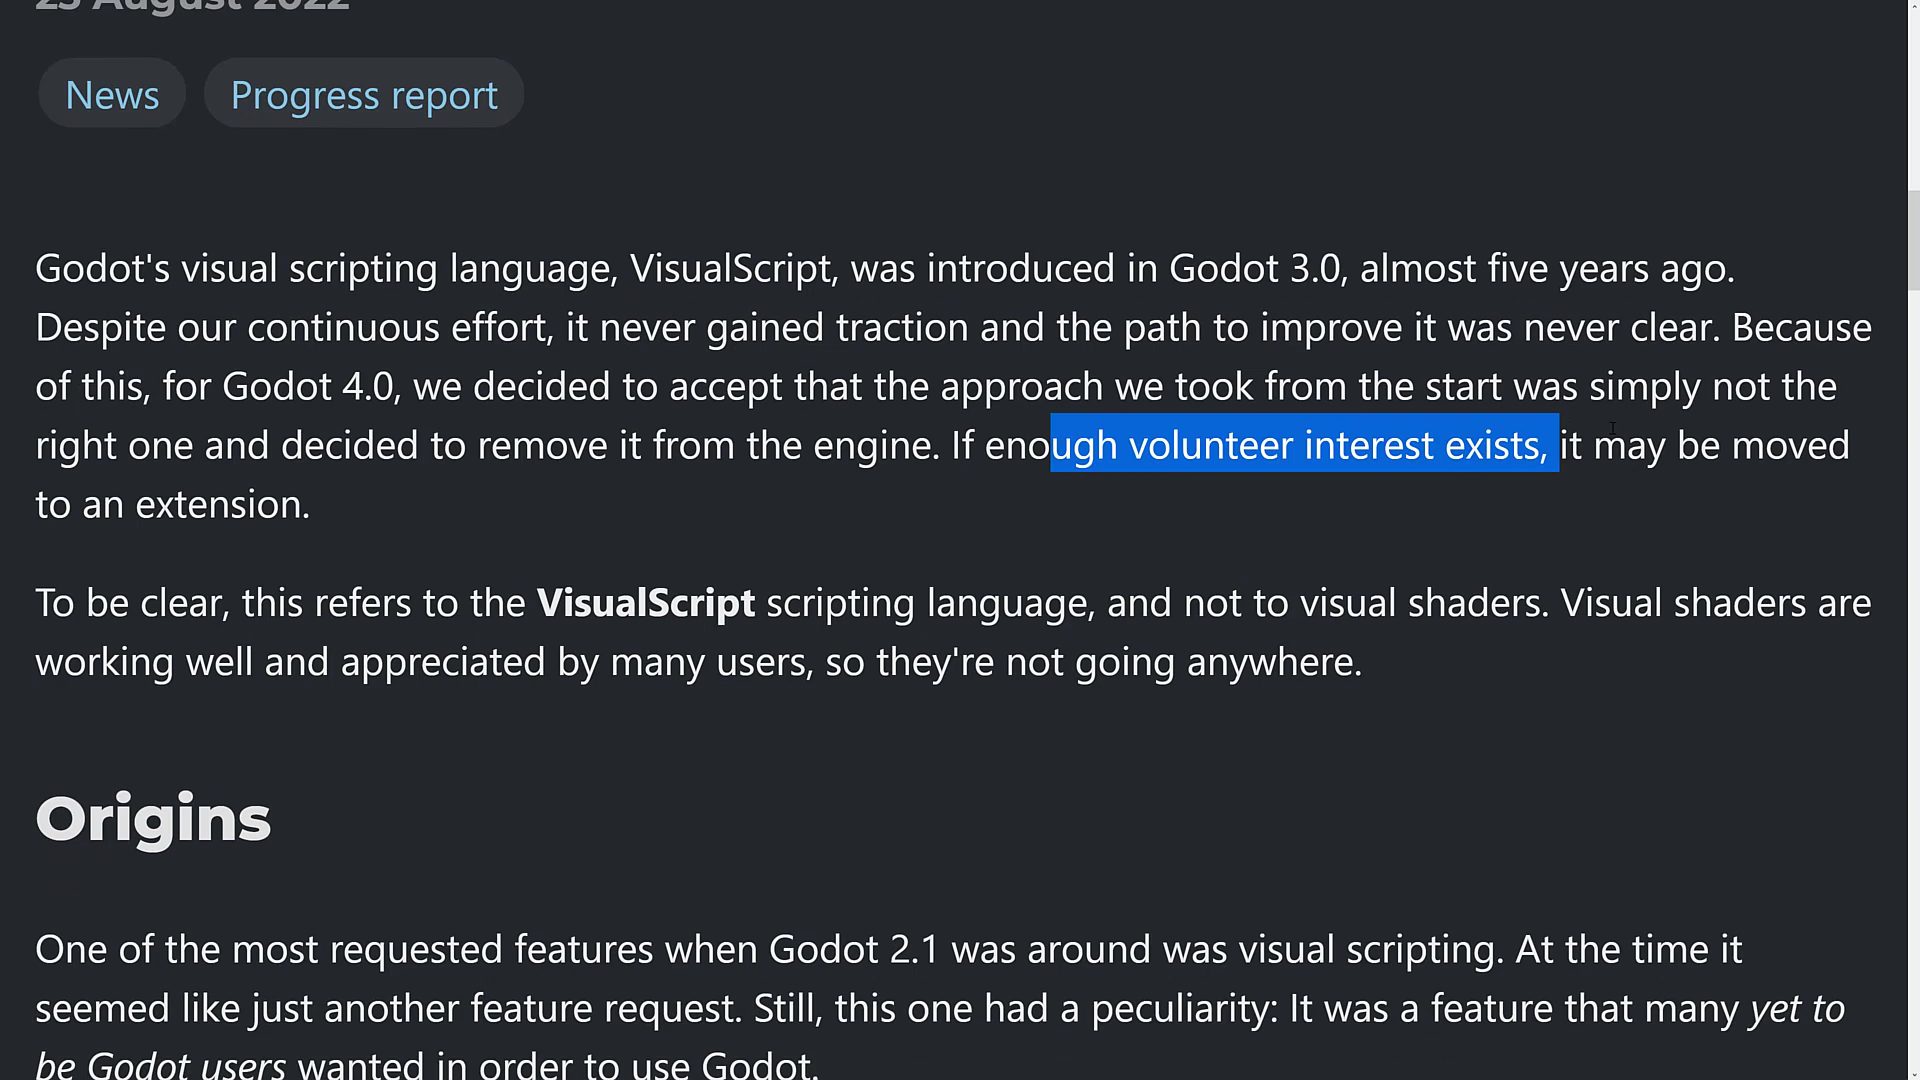 25 August 2022
News
Progress report
Godot's visual scripting language, VisualScript, was introduced in Godot 3.0, almost five years ago.
Despite our continuous effort, it never gained traction and the path to improve it was never clear. Because
of this, for Godot 4.0, we decided to accept that the approach we took from the start was simply not the
right one and decided to remove it from the engine. If enough volunteer interest exists, it may be moved
to an extension.
To be clear, this refers to the VisualScript scripting language, and not to visual shaders. Visual shaders are
working well and appreciated by many users, so they're not going anywhere.
Origins
One of the most requested features when Godot 2.1 was around was visual scripting. At the time it
seemed like just another feature request. Still, this one had a peculiarity: It was a feature that many yet to
be Godot users wanted in order to use Godot.